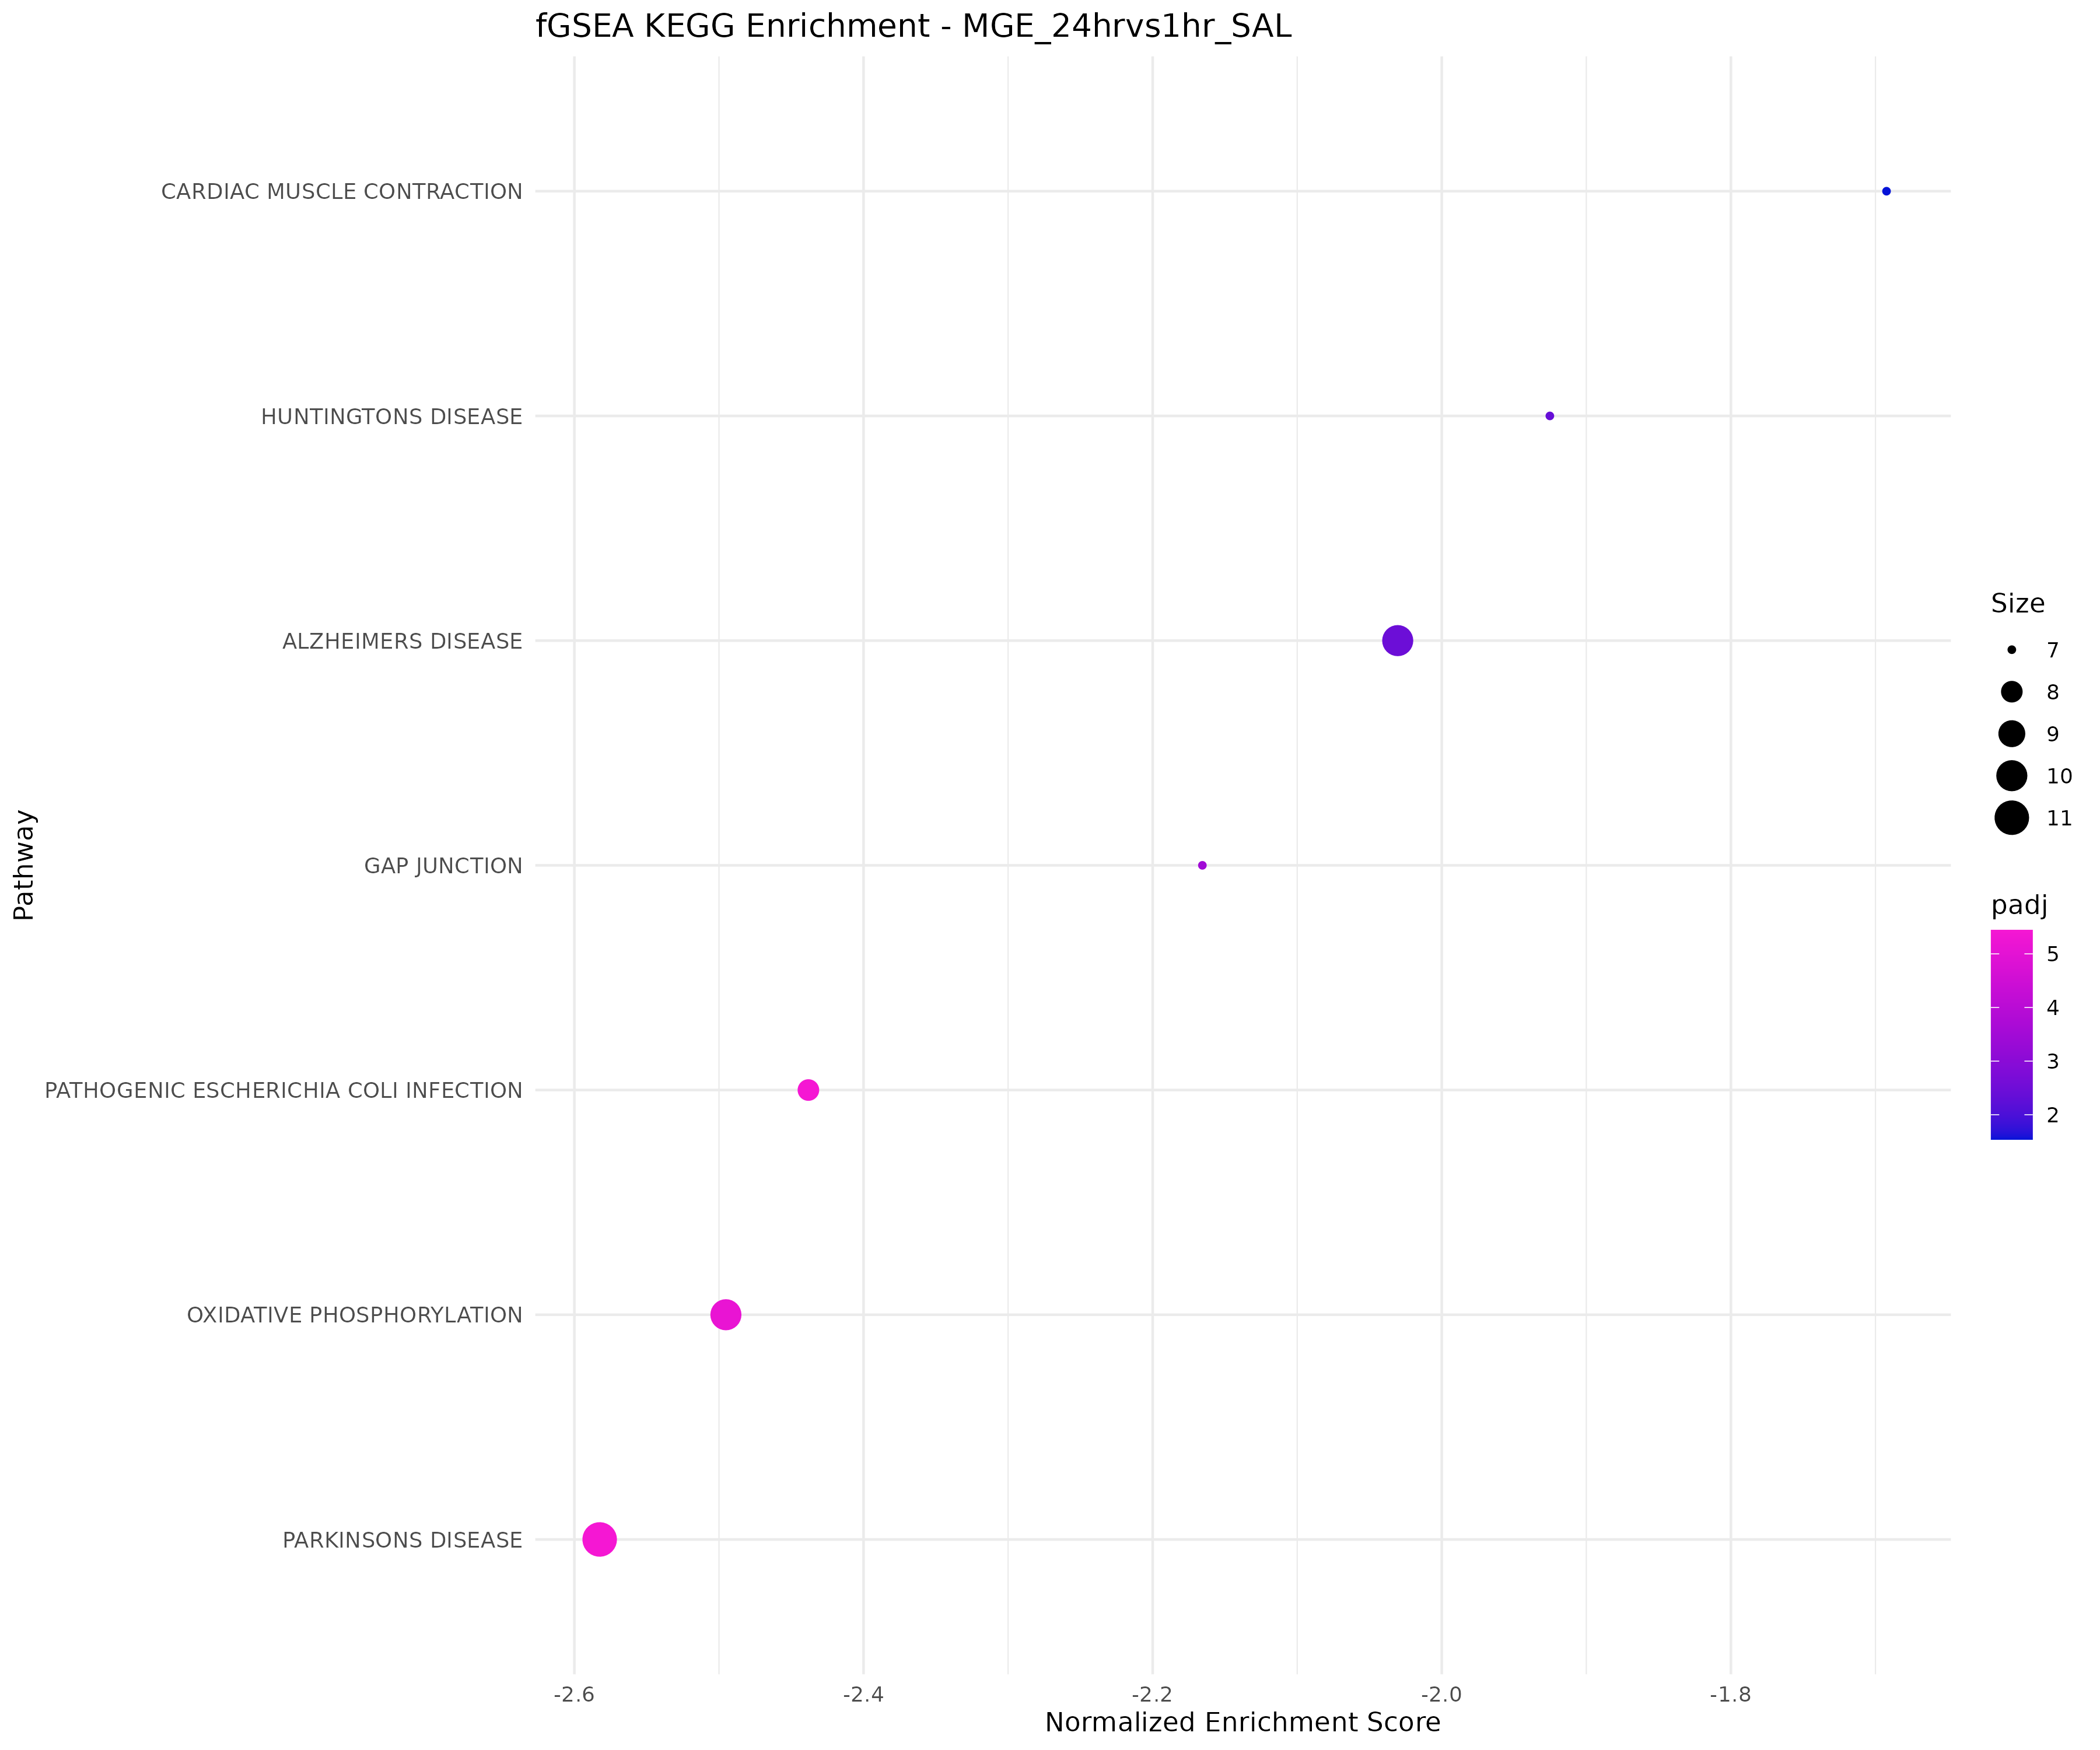 fGSEA KEGG Enrichment - MGE_24hrvs1hr_SAL
Pathway
CARDIAC MUSCLE CONTRACTION
HUNTINGTONS DISEASE
ALZHEIMERS DISEASE
GAP JUNCTION
PATHOGENIC ESCHERICHIA COLI INFECTION
OXIDATIVE PHOSPHORYLATION
PARKINSONS DISEASE
-2.6
-2.4
-2.2
-2.0
-1.8
Normalized Enrichment Score
Size
7
8
9
10
11
padj
5
4
3
2